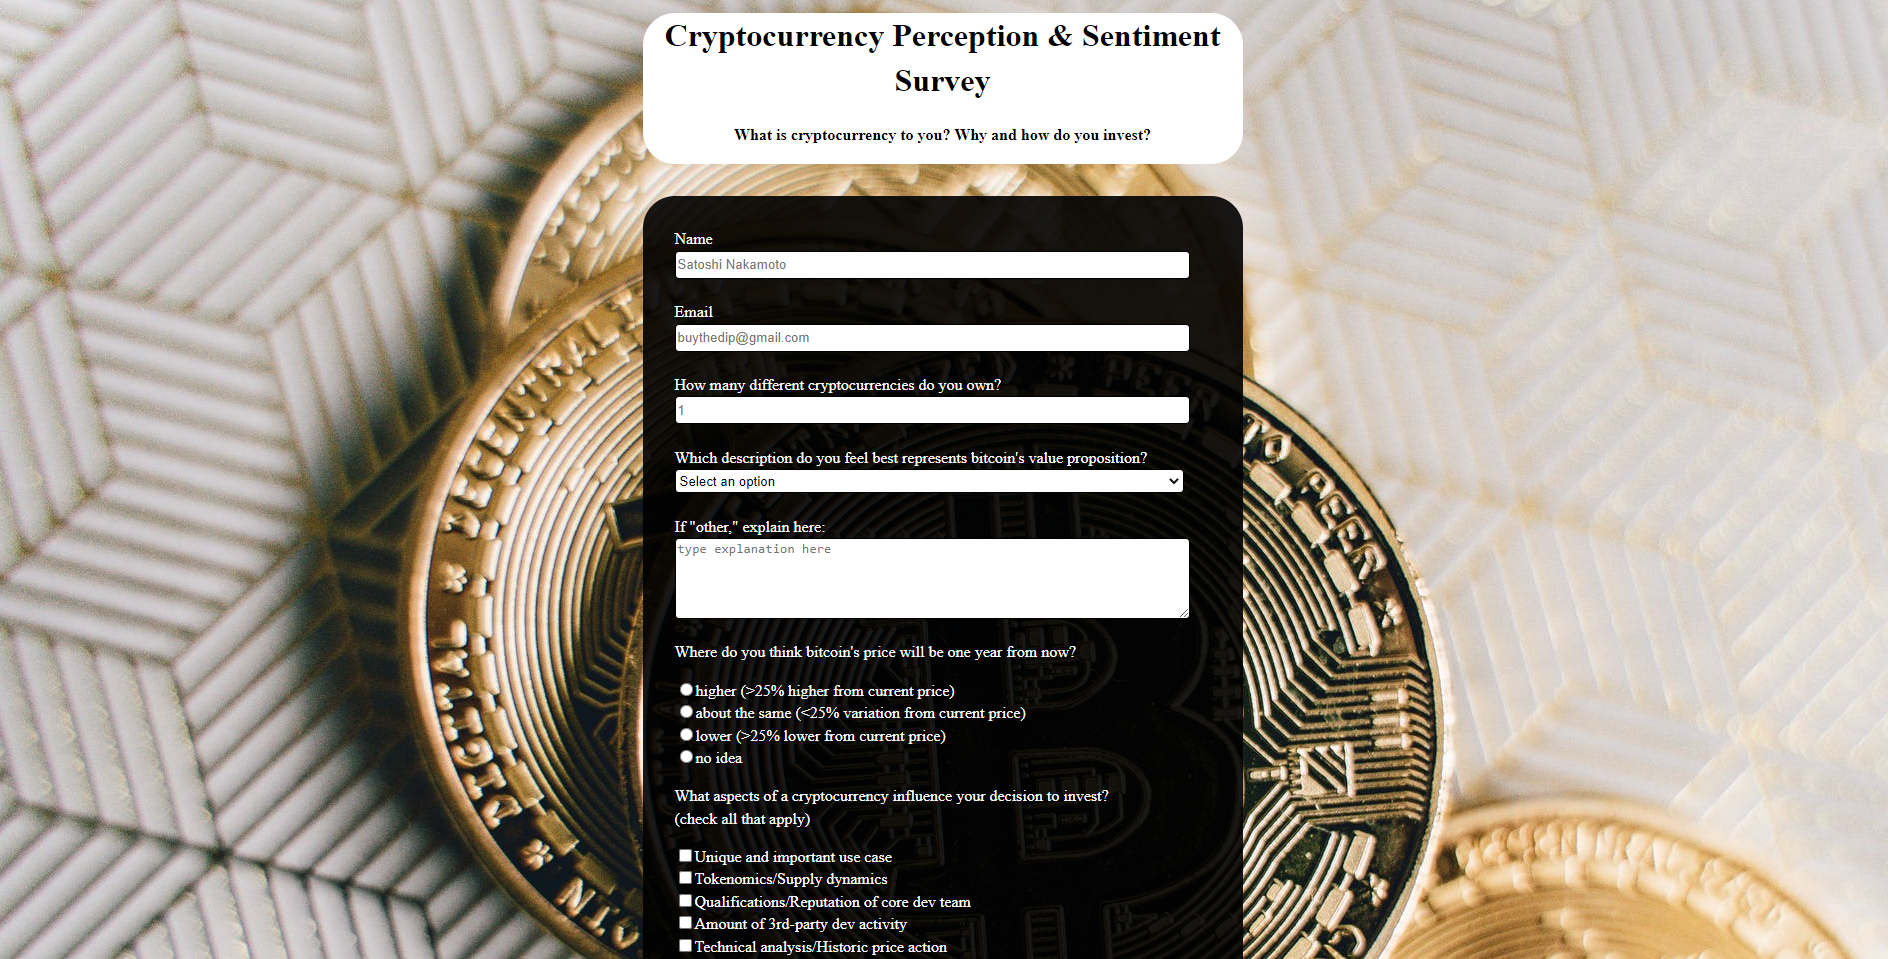 Cryptocurrency Perception & Sentiment
Survey
What is cryptocurrency to you? Why and how do you invest?
Name
Satoshi Nakamoto
Email
buythedip@gmail.com
How many different cryptocurrencies do you own?
1
Which description do you feel best represents bitcoin's value proposition?
Select an option
If "other," explain here:
type explanation here
Where do you think bitcoin's price will be one year from now?
higher (>25% higher from current price)
about the same (<25% variation from current price)
lower (>25% lower from current price)
no idea
What aspects of a cryptocurrency influence your decision to invest?
(check all that apply)
Unique and important use case
Tokenomics/Supply dynamics
Qualifications/Reputation of core dev team
Amount of 3rd-party dev activity
Technical analysis/Historic price action
DECENTRAL
TO PEER